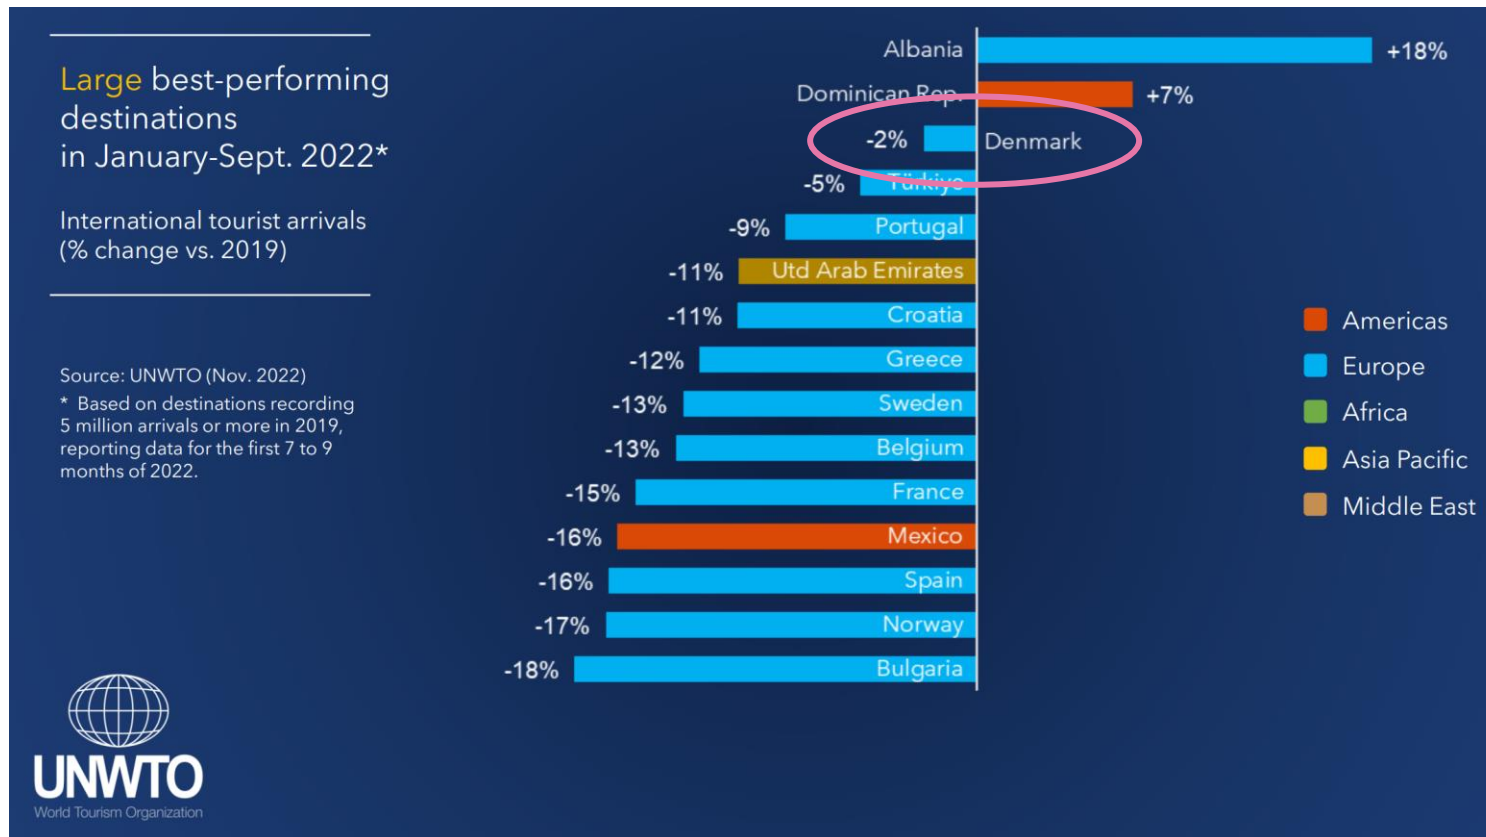 Large best-performing
destinations
in January-Sept. 2022*
International tourist arrivals
(% change vs. 2019)
Source: UNWTO (Nov. 2022)
* Based on destinations recording
5 million arrivals or more in 2019,
reporting data for the first 7 to 9
months of 2022.
Albania +18%
Dominican Rep. +7%
-2% Denmark
-5% Türkiye
-9% Portugal
-11% Utd Arab Emirates
-11% Croatia
-12% Greece
-13% Sweden
-13% Belgium
-15% France
-16% Mexico
-16% Spain
-17% Norway
-18% Bulgaria
Americas
Europe
Africa
Asia Pacific
Middle East
UNWTO
World Tourism Organization